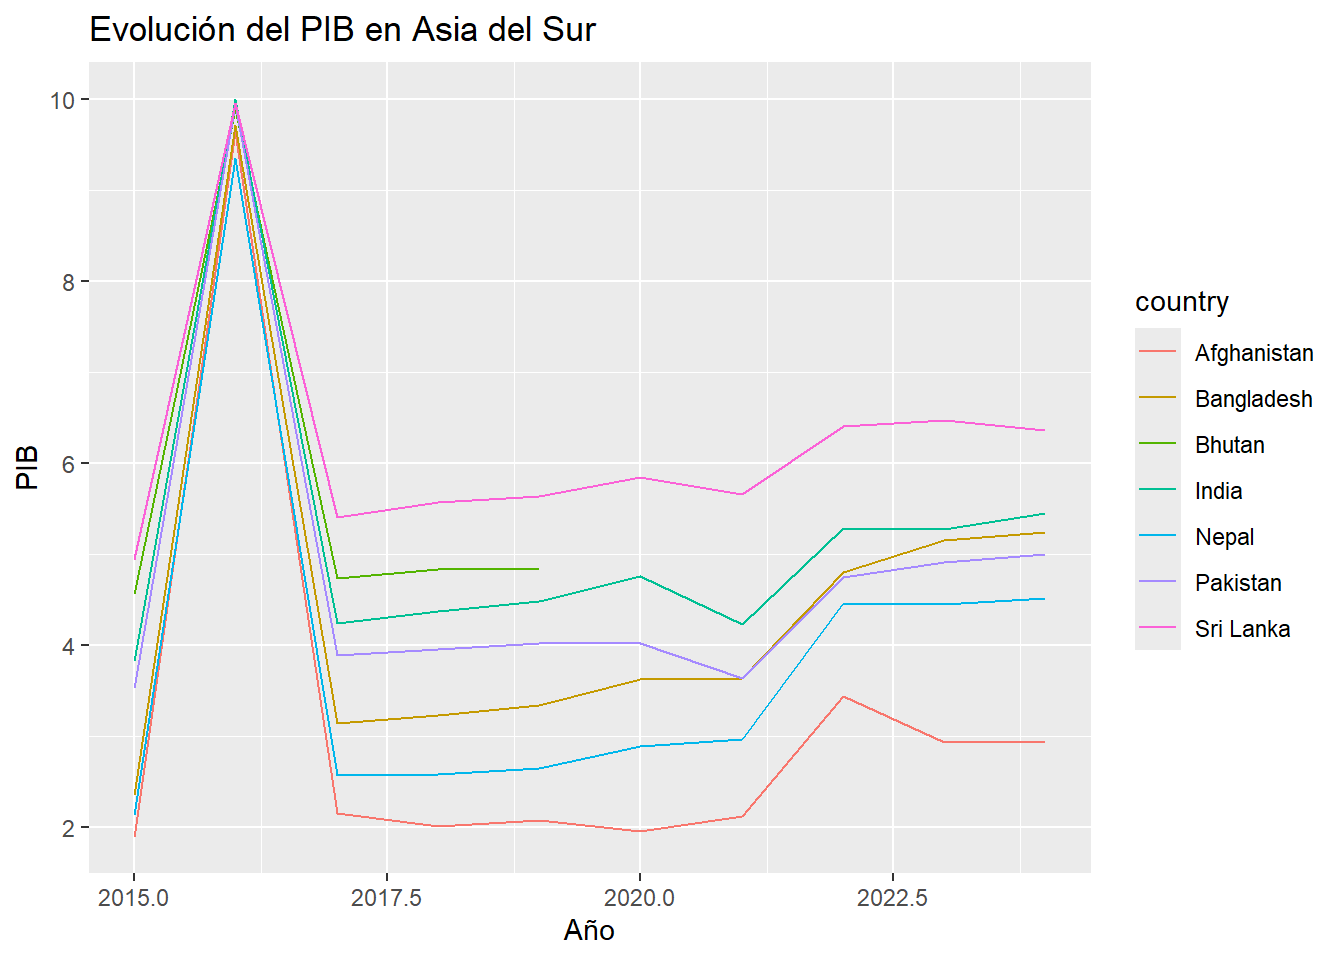 Evolución del PIB en Asia del Sur
10
8
6
4
2
PIB
2015.0
2017.5
2020.0
2022.5
Año
country
Afghanistan
Bangladesh
Bhutan
India
Nepal
Pakistan
Sri Lanka